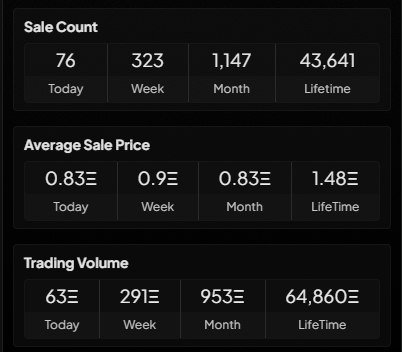 Sale Count
76 323 1,147 43,641
Today Week Month Lifetime
Average Sale Price
0.83Ξ 0.9Ξ 0.83Ξ 1.48Ξ
Today Week Month LifeTime
Trading Volume
63Ξ 291Ξ 953Ξ 64,860Ξ
Today Week Month LifeTime